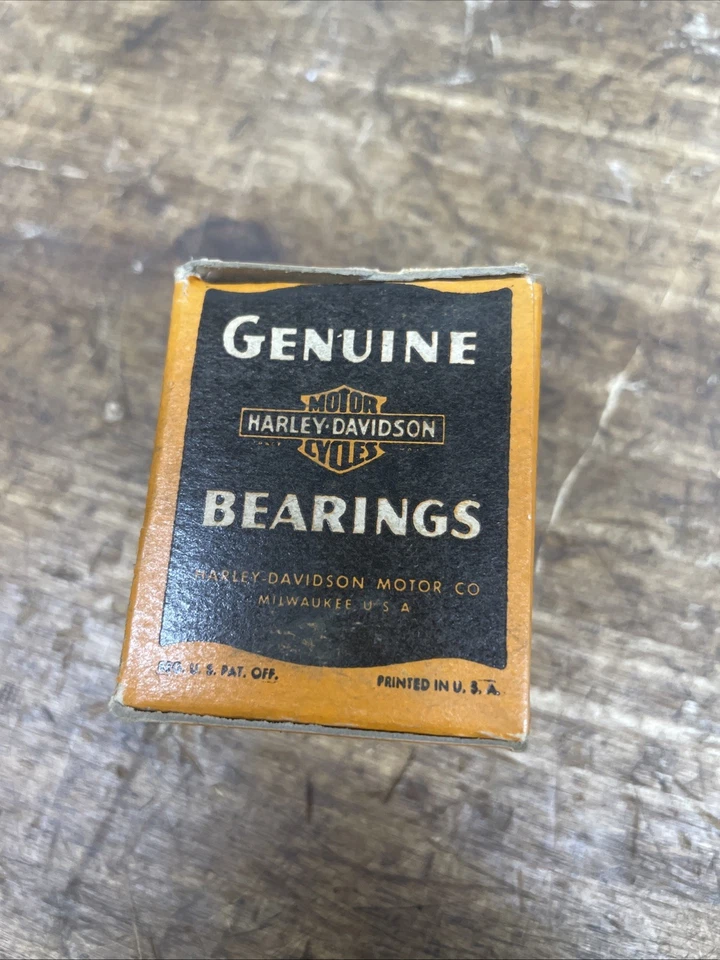 GENUINE
MOTOR
HARLEY-DAVIDSON
CYCLES
BEARINGS
HARLEY-DAVIDSON MOTOR CO
MILWAUKEE, U S A
REG. U. S. PAT. OFF.
PRINTED IN U. S. A.